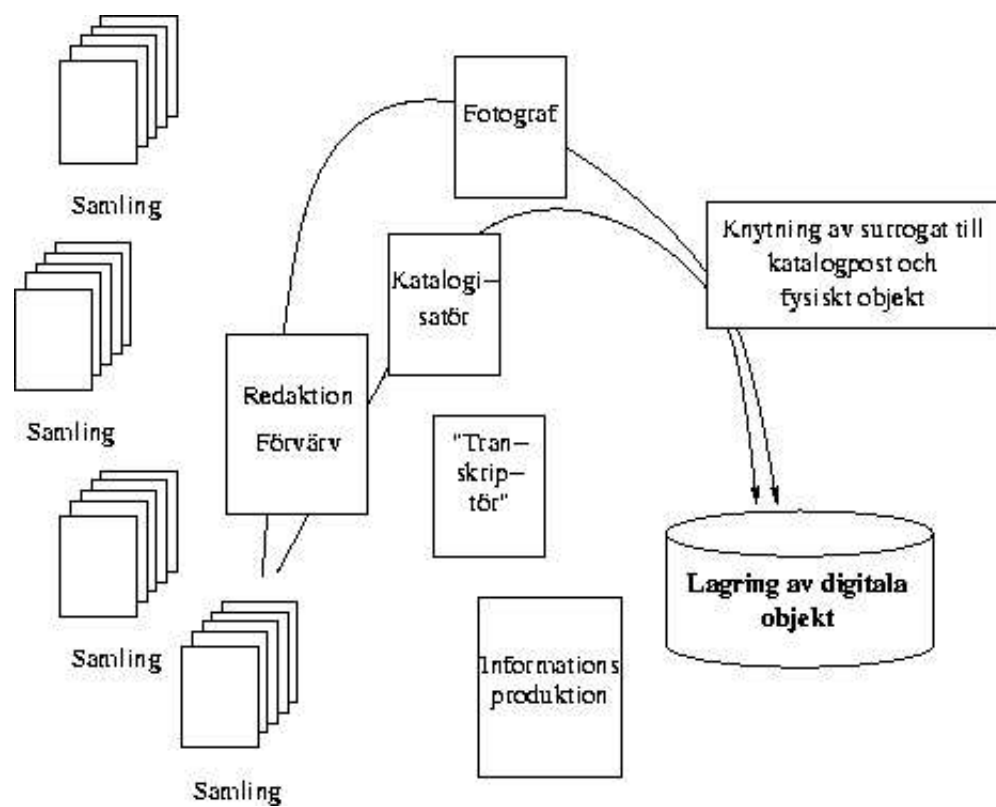 Samling
Samling
Samling
Samling
Redaktion
Förvärv
Fotograf
Katalogi-
satör
"Tran-
skrip-
tör"
Informations
produktion
Knytning av surrogat till
katalogpost och
fysiskt objekt
Lagring av digitala
objekt